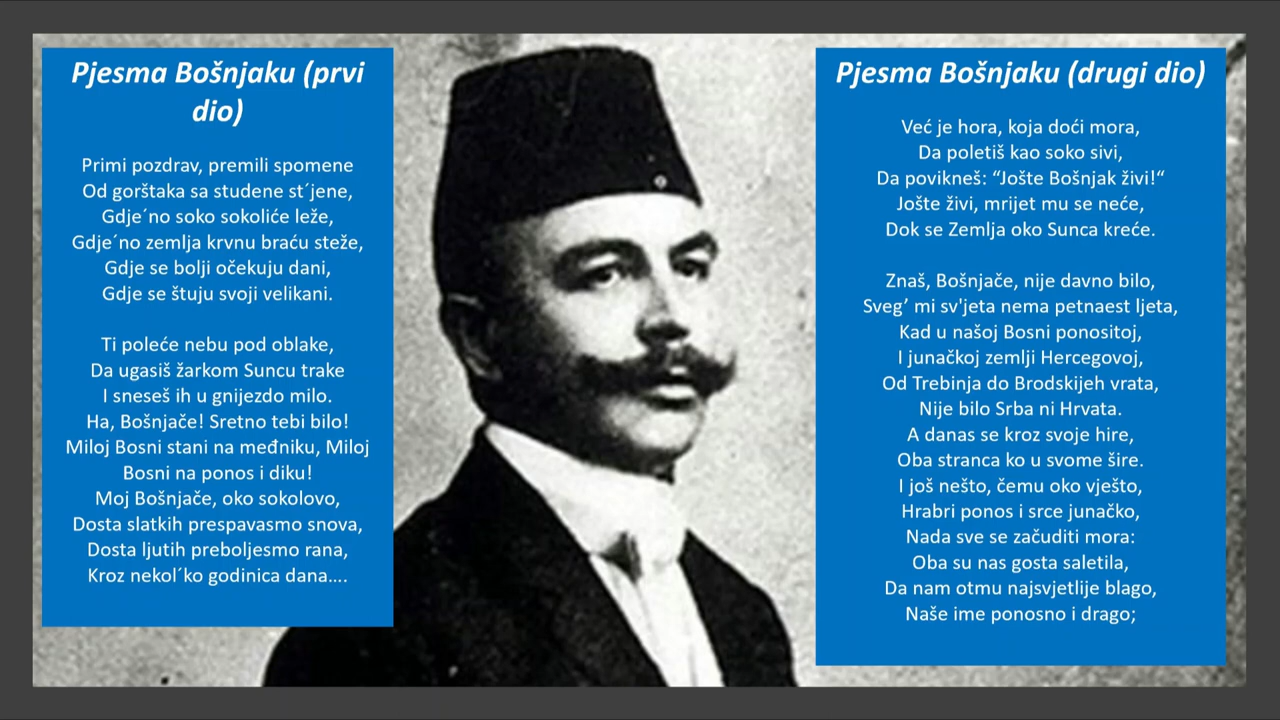 Pjesma Bošnjaku (prvi
dio)
Primi pozdrav, premili spomene
Od gorštaka sa studene st´jene,
Gdje´no soko sokoliće leže,
Gdje´no zemlja krvnu braću steže,
Gdje se bolji očekuju dani,
Gdje se štuju svoji velikani.
Ti poleće nebu pod oblake,
Da ugasiš žarkom Suncu trake
I sneseš ih u gnijezdo milo.
Ha, Bošnjače! Sretno tebi bilo!
Miloj Bosni stani na međniku, Miloj
Bosni na ponos i diku!
Moj Bošnjače, oko sokolovo,
Dosta slatkih prespavasmo snova,
Dosta ljutih preboljesmo rana,
Kroz nekol´ko godinica dana….
Pjesma Bošnjaku (drugi dio)
Već je hora, koja doći mora,
Da poletiš kao soko sivi,
Da povikneš: “Jošte Bošnjak živi!“
Jošte živi, mrijet mu se neće,
Dok se Zemlja oko Sunca kreće.
Znaš, Bošnjače, nije davno bilo,
Sveg’ mi sv'jeta nema petnaest ljeta,
Kad u našoj Bosni ponositoj,
I junačkoj zemlji Hercegovoj,
Od Trebinja do Brodskijeh vrata,
Nije bilo Srba ni Hrvata.
A danas se kroz svoje hire,
Oba stranca ko u svome šire.
I još nešto, čemu oko vješto,
Hrabri ponos i srce junačko,
Nada sve se začuditi mora:
Oba su nas gosta saletila,
Da nam otmu najsvjetlije blago,
Naše ime ponosno i drago;